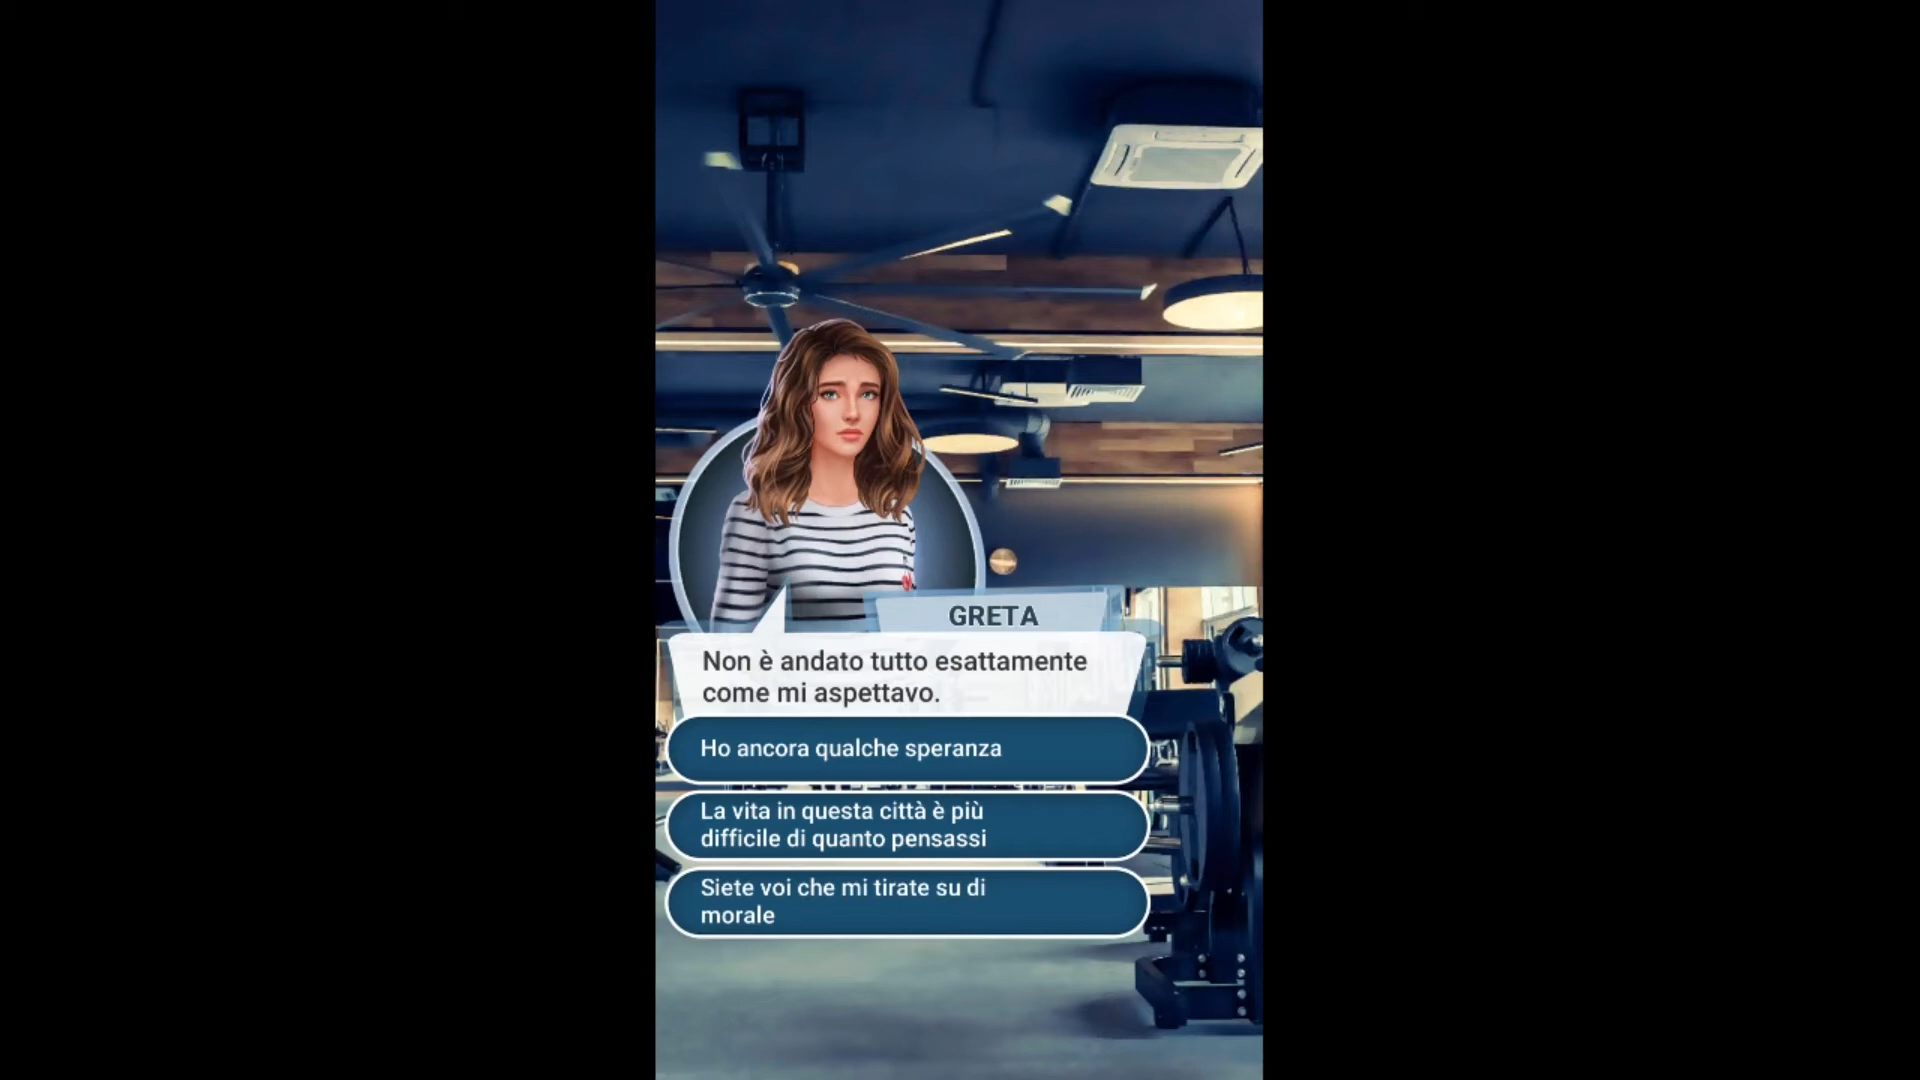 GRETA
Non è andato tutto esattamente
come mi aspettavo.
Ho ancora qualche speranza
La vita in questa città è più
difficile di quanto pensassi
Siete voi che mi tirate su di
morale